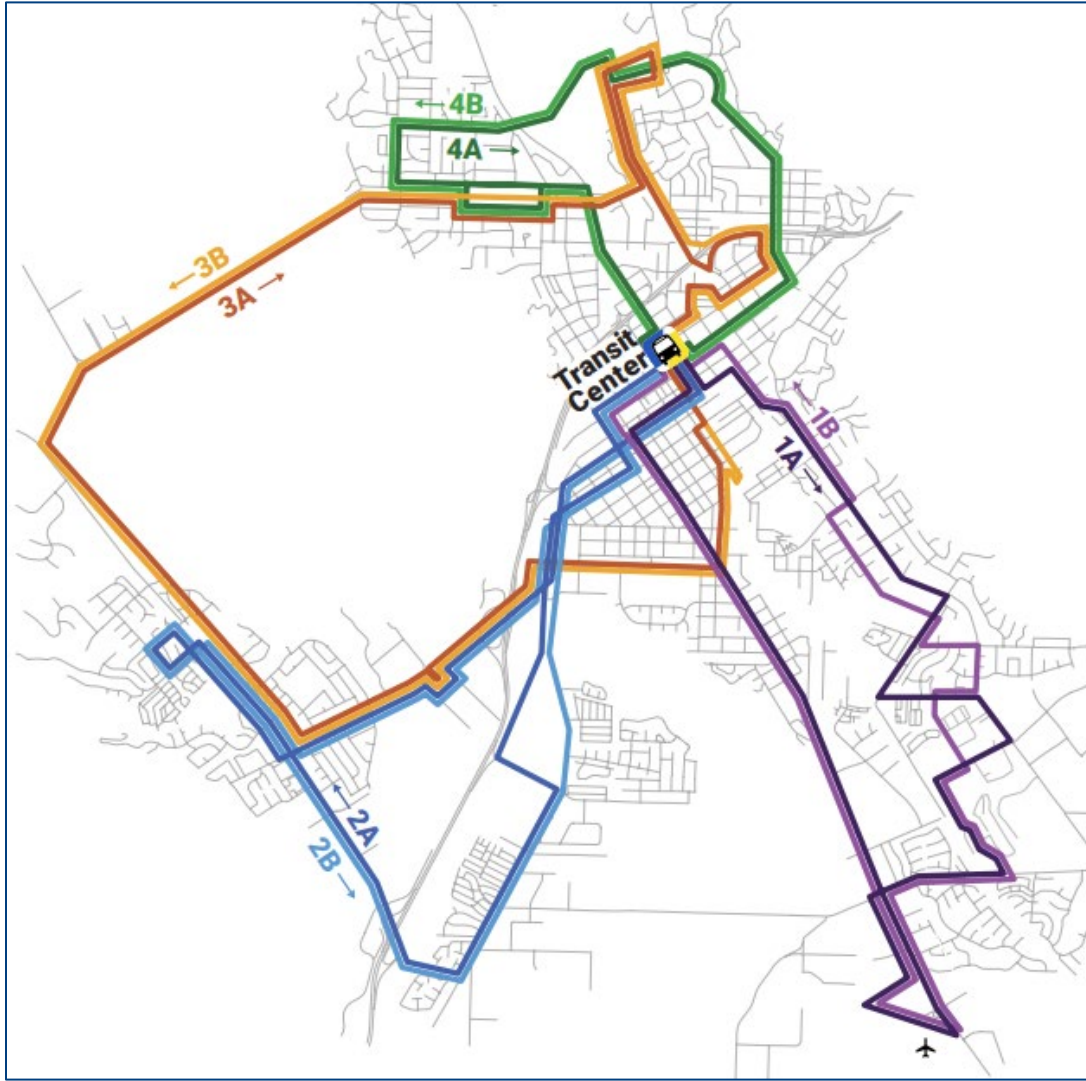 ← 4B
4A →
← 3B
3A →
Transit
Center
← 1B
1A →
← 2A
2B →